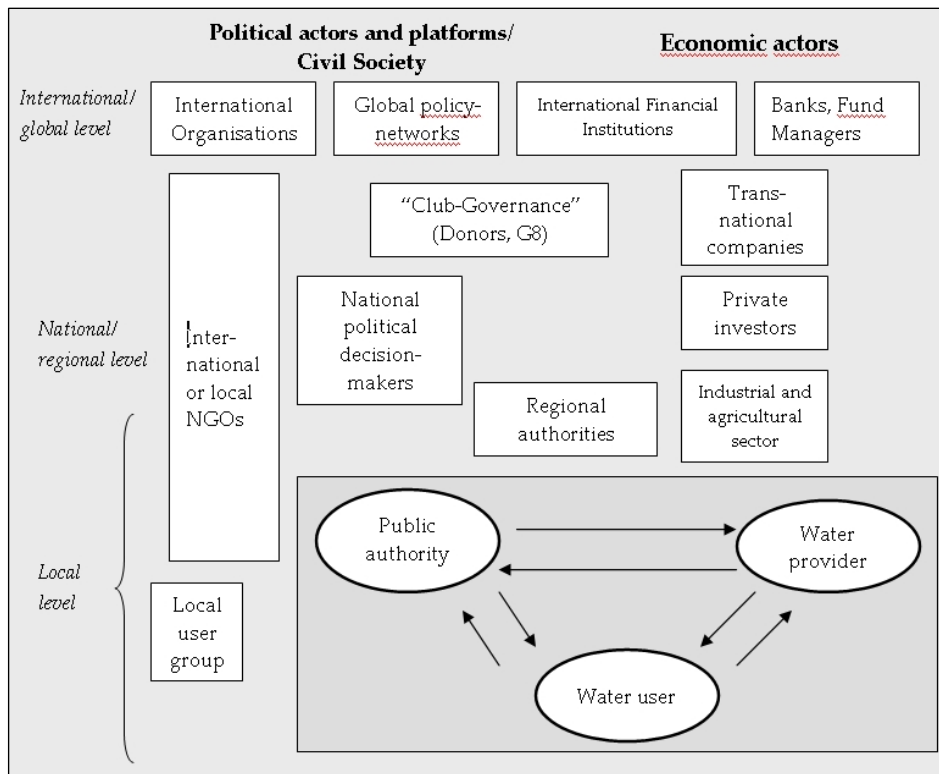 Political actors and platforms/
Civil Society
Economic actors
International/
global level
International
Organisations
Global policy-
networks
International Financial
Institutions
Banks, Fund
Managers
"Club-Governance"
(Donors, G8)
Trans-
national
companies
National/
regional level
Inter-
national
or local
NGOs
National
political
decision-
makers
Private
investors
Regional
authorities
Industrial and
agricultural
sector
Local
level
Local
user
group
Public
authority
Water
provider
Water user